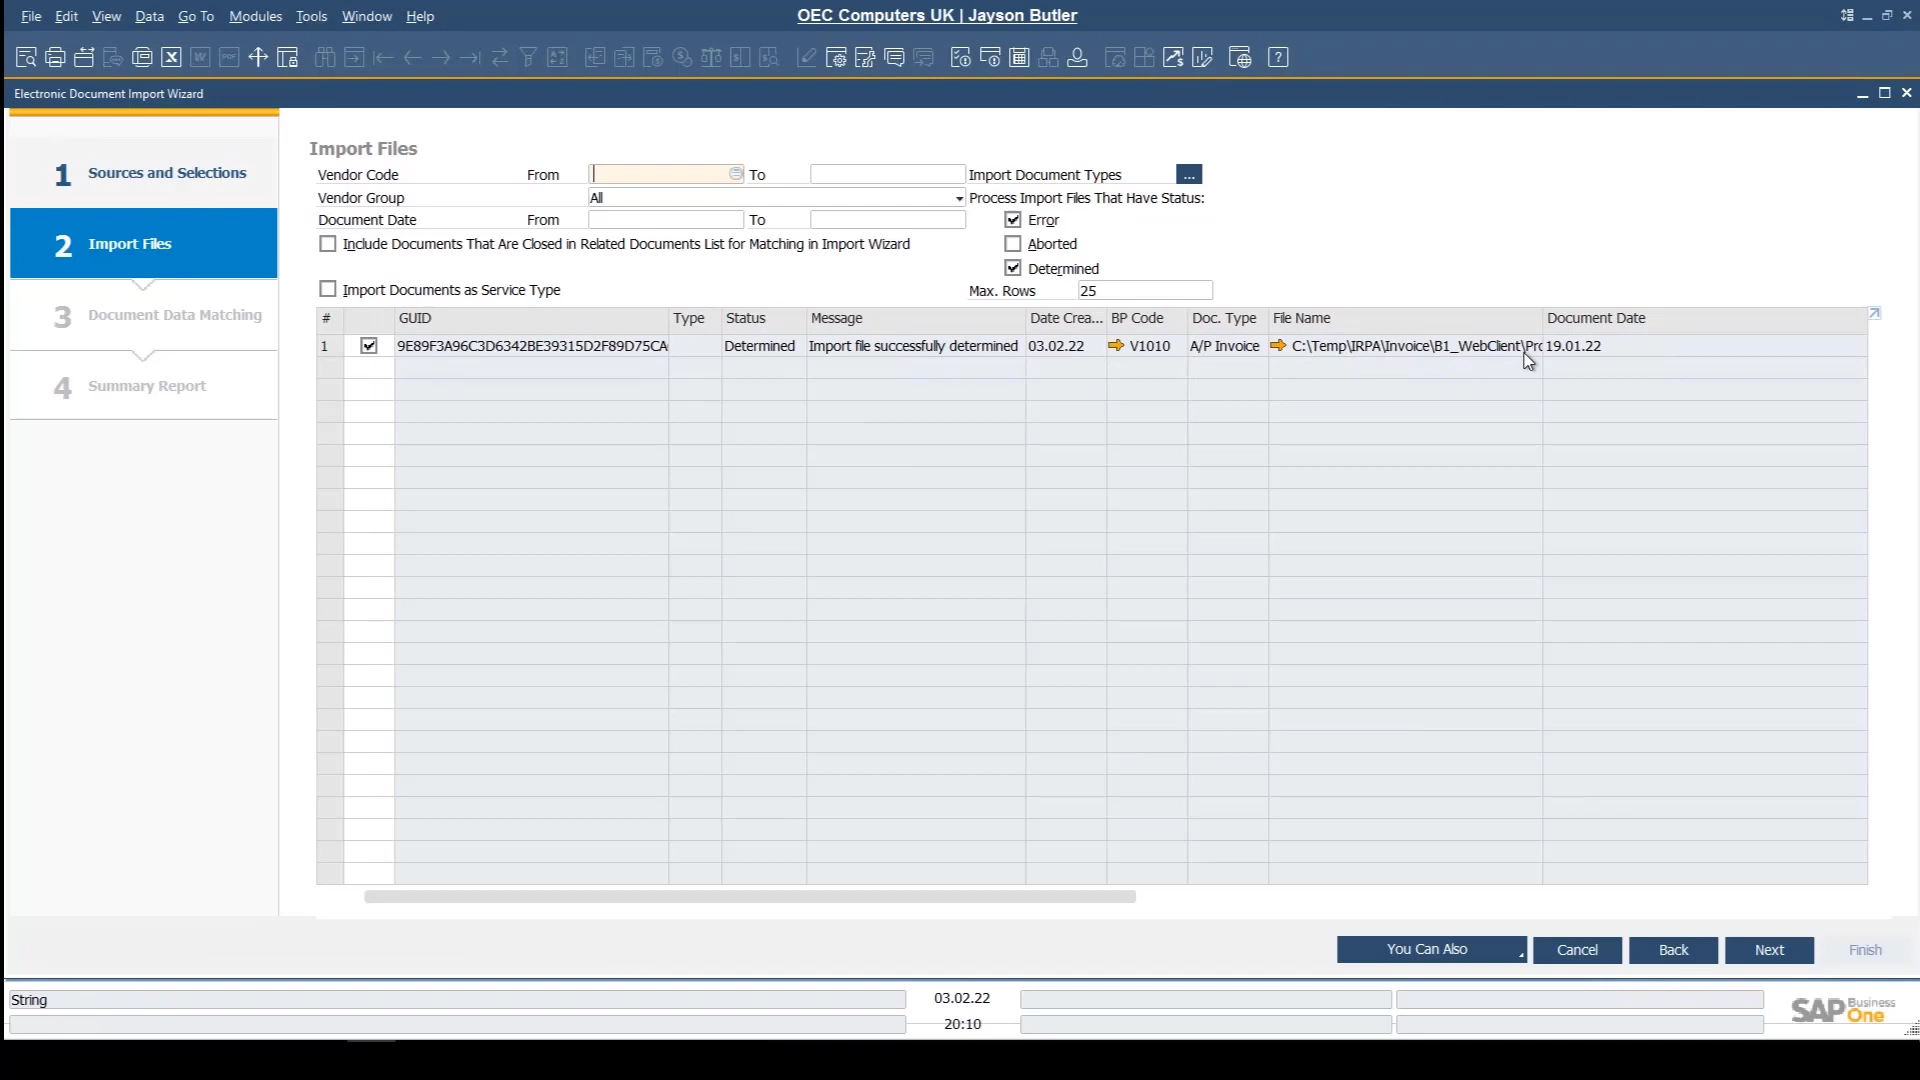 File Edit View Data Go To Modules Tools Window Help
OEC Computers UK | Jayson Butler
Electronic Document Import Wizard
1 Sources and Selections
2 Import Files
3 Document Data Matching
4 Summary Report
Import Files
Vendor Code From To Import Document Types ...
Vendor Group All Process Import Files That Have Status:
Document Date From To Error
Include Documents That Are Closed in Related Documents List for Matching in Import Wizard Aborted
Determined
Import Documents as Service Type Max. Rows 25
# GUID Type Status Message Date Crea... BP Code Doc. Type File Name Document Date
1 9E89F3A96C3D6342BE39315D2F89D75CA Determined Import file successfully determined 03.02.22 V1010 A/P Invoice C:\Temp\IRPA\Invoice\B1_WebClient\Prc 19.01.22
You Can Also Cancel Back Next Finish
String 03.02.22
20:10
SAP Business One